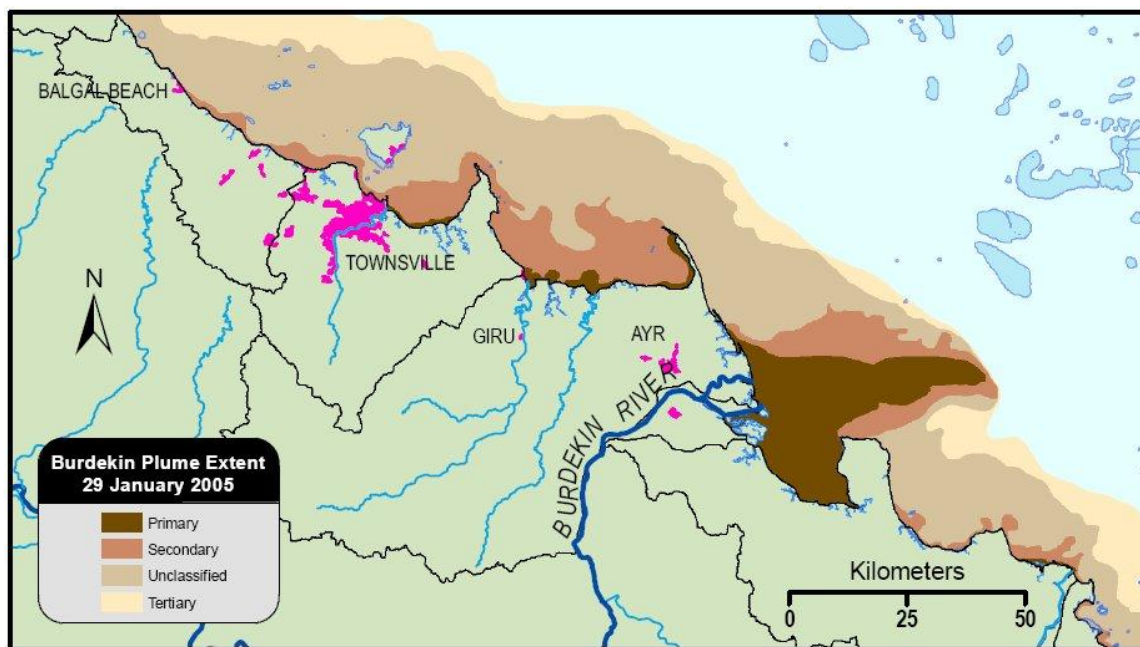 BALGAL BEACH
TOWNSVILLE
N
GIRU
AYR
BURDEKIN RIVER
Burdekin Plume Extent
29 January 2005
Primary
Secondary
Unclassified
Tertiary
Kilometers
0 25 50